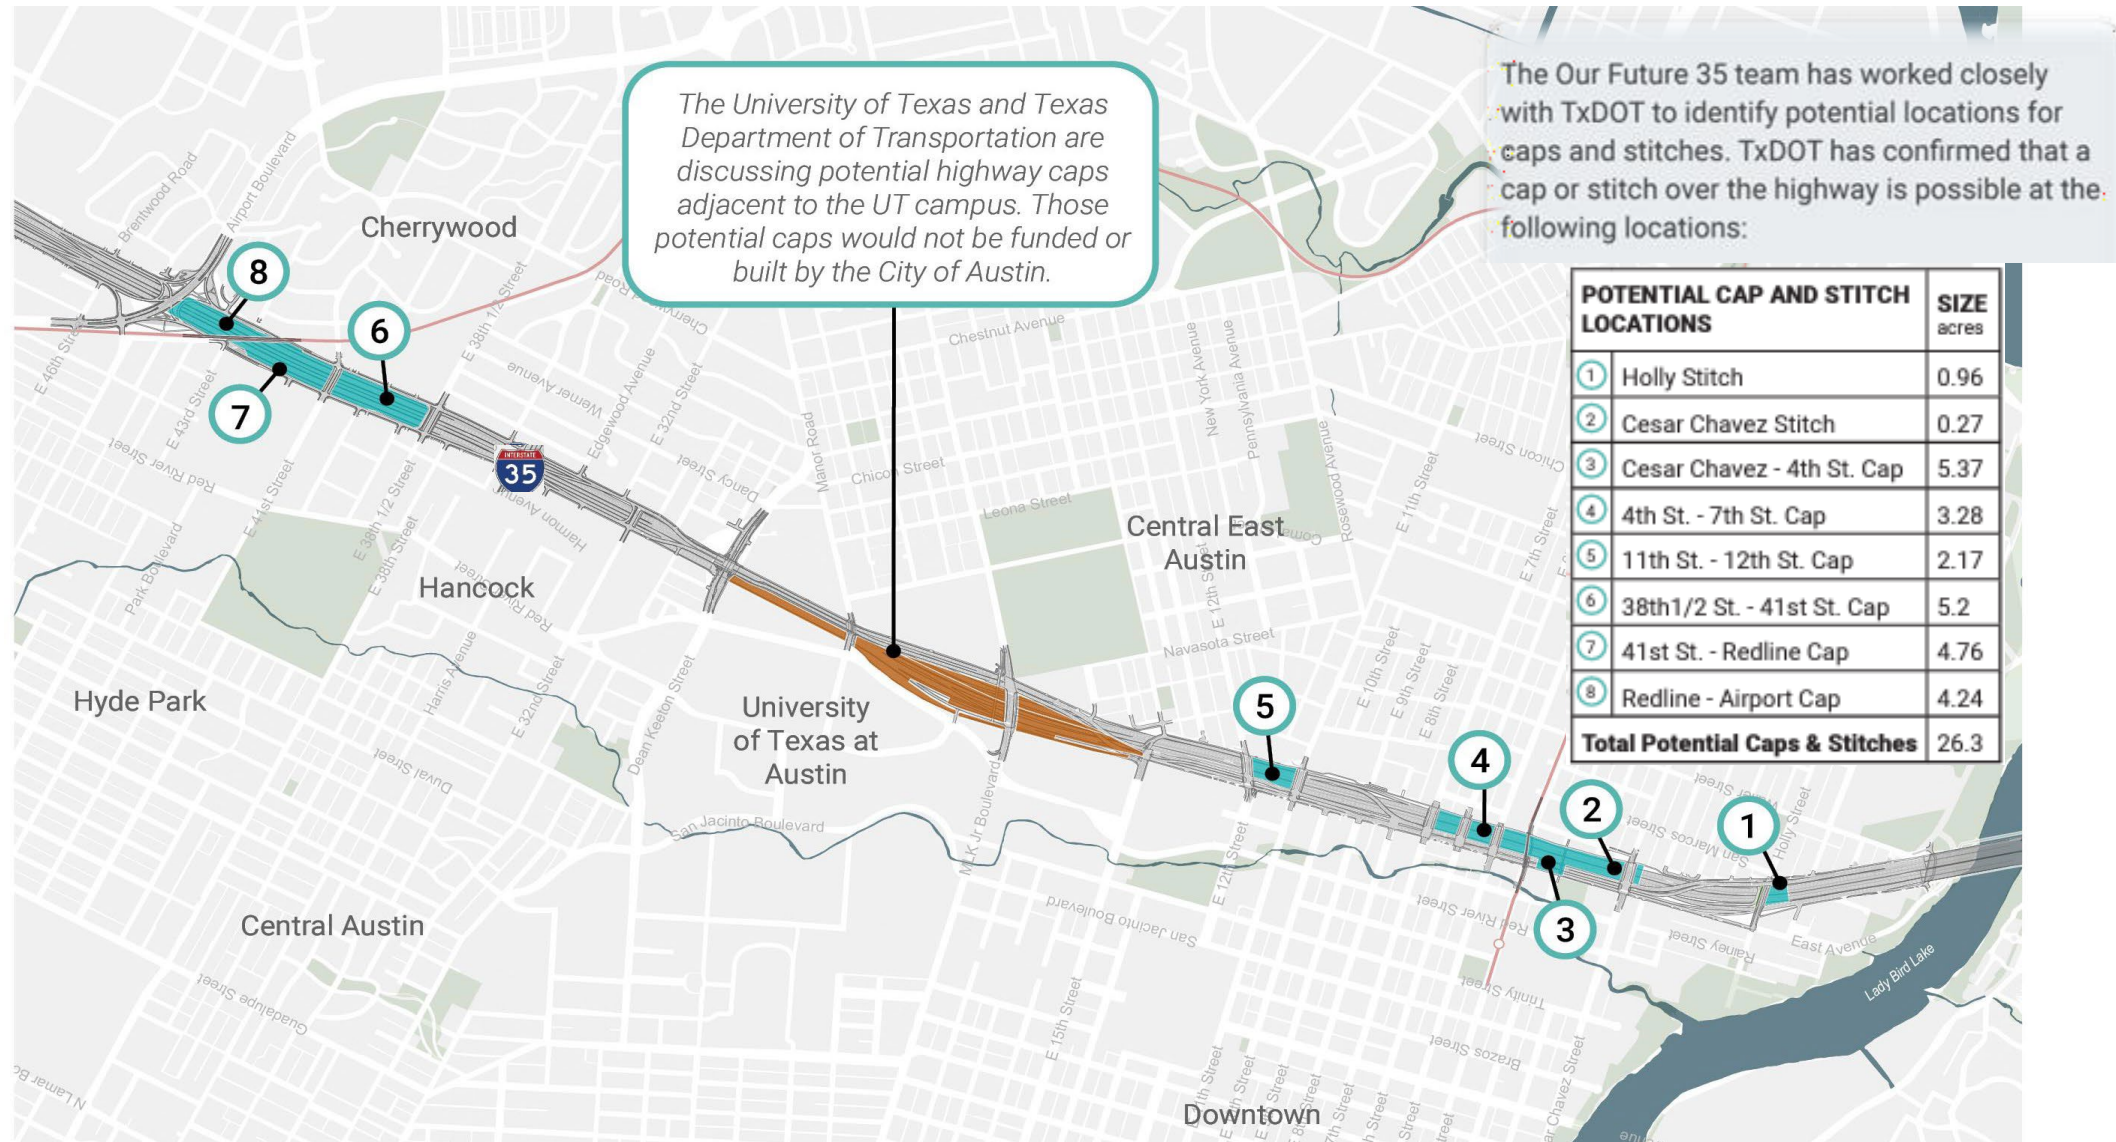 The University of Texas and Texas
Department of Transportation are
discussing potential highway caps
adjacent to the UT campus. Those
potential caps would not be funded or
built by the City of Austin.
The Our Future 35 team has worked closely
with TxDOT to identify potential locations for
caps and stitches. TxDOT has confirmed that a
cap or stitch over the highway is possible at the
following locations:
POTENTIAL CAP AND STITCH LOCATIONS SIZE acres
1 Holly Stitch 0.96
2 Cesar Chavez Stitch 0.27
3 Cesar Chavez - 4th St. Cap 5.37
4 4th St. - 7th St. Cap 3.28
5 11th St. - 12th St. Cap 2.17
6 38th1/2 St. - 41st St. Cap 5.2
7 41st St. - Redline Cap 4.76
8 Redline - Airport Cap 4.24
Total Potential Caps & Stitches 26.3
Brentwood Road
Airport Boulevard
Cherrywood
8
6
7
E 46th
E 43rd Street
E 38th 1/2 Street
Werner Avenue
Edgewood Avenue
E 32nd Street
Dancy Street
Manor Road
Chestnut Avenue
Chicon Street
Leona Street
New York Avenue
Pennsylvania Avenue
Rosewood Avenue
Chicon Street
E 11th Street
E 7th Street
Central East
Austin
E 12th Street
Navasota Street
E 10th Street
E 9th Street
E 8th Street
INTERSTATE
35
Red River Street
E 41st Street
E 38th 1/2 Street
E 38th Street
Harmon Avenue
Park Boulevard
Hancock
Red River Street
Harris Avenue
E 32nd Street
Dean Keeton Street
Hyde Park
Duval Street
University
of Texas at
Austin
San Jacinto Boulevard
MLK Jr Boulevard
5
4
2
1
3
E 12th Street
San Marcos Street
Holly Street
Red River Street
Rainey Street
East Avenue
Lady Bird Lake
San Jacinto Boulevard
Trinity Street
Brazos Street
Central Austin
Guadalupe Street
N Lamar Bo
E 15th Street
Chavez Street
Downtown